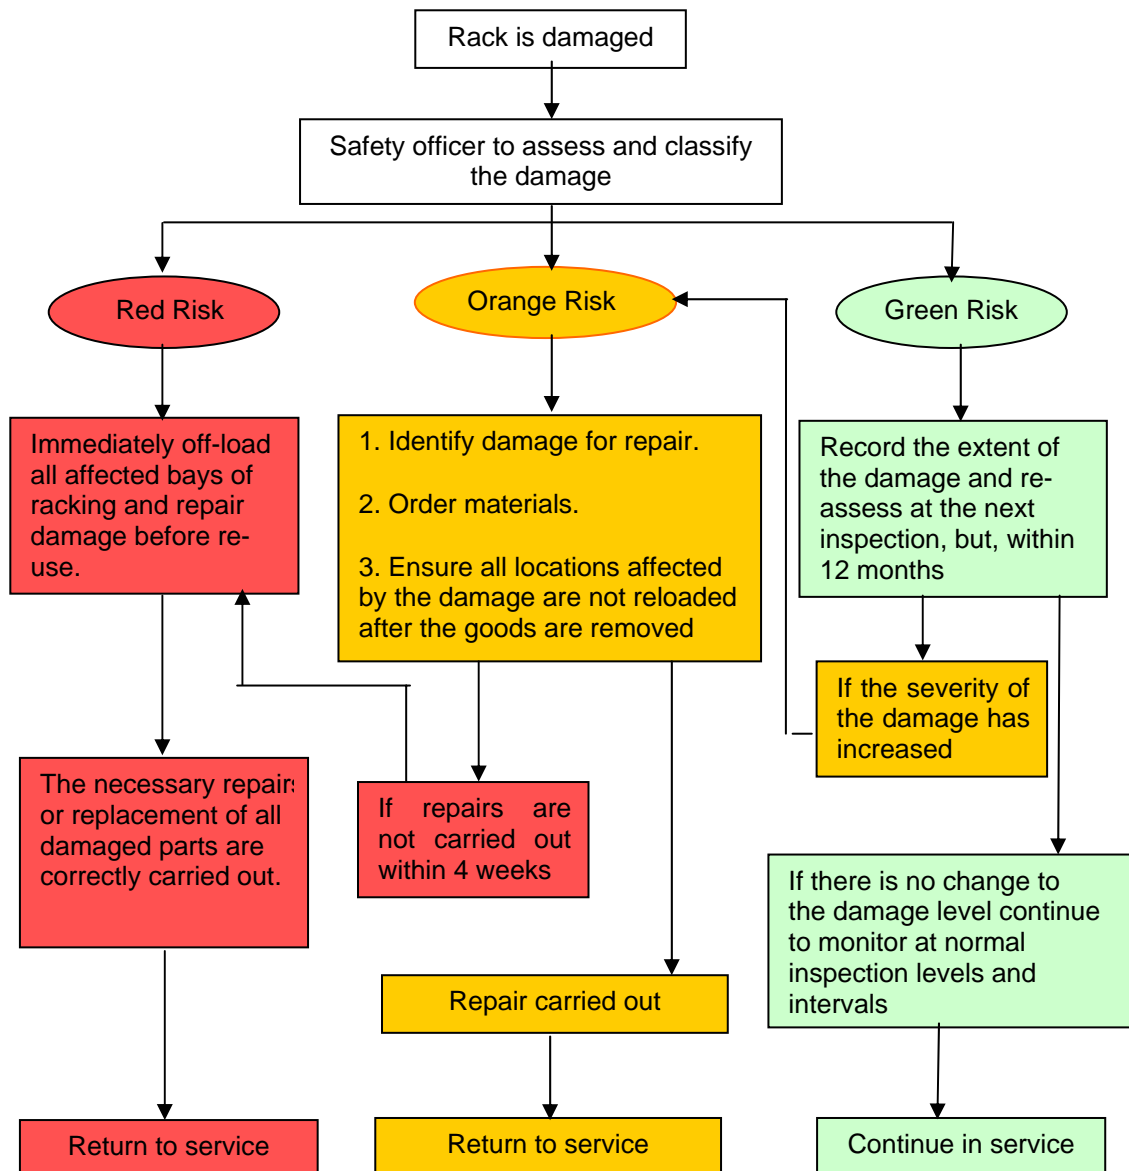 Rack is damaged
Safety officer to assess and classify
the damage
Red Risk
Orange Risk
Green Risk
Immediately off-load
all affected bays of
racking and repair
damage before re-
use.
1. Identify damage for repair.
2. Order materials.
3. Ensure all locations affected
by the damage are not reloaded
after the goods are removed
Record the extent of
the damage and re-
assess at the next
inspection, but, within
12 months
If the severity of
the damage has
increased
The necessary repairs
or replacement of all
damaged parts are
correctly carried out.
If repairs are
not carried out
within 4 weeks
If there is no change to
the damage level continue
to monitor at normal
inspection levels and
intervals
Repair carried out
Return to service
Return to service
Continue in service